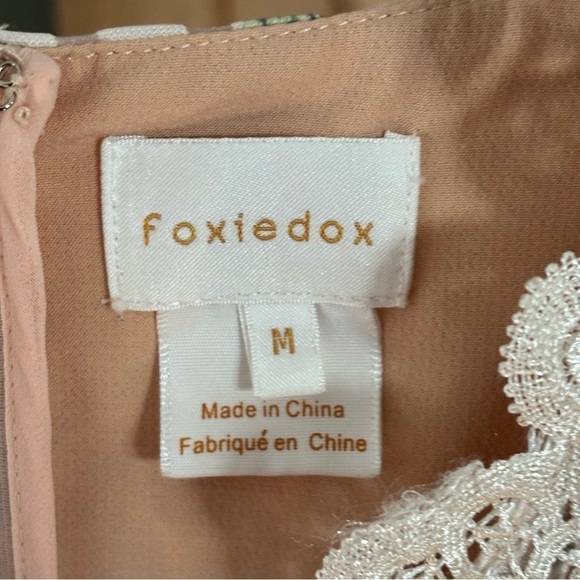 foxiedox
M
Made in China
Fabriqué en Chine